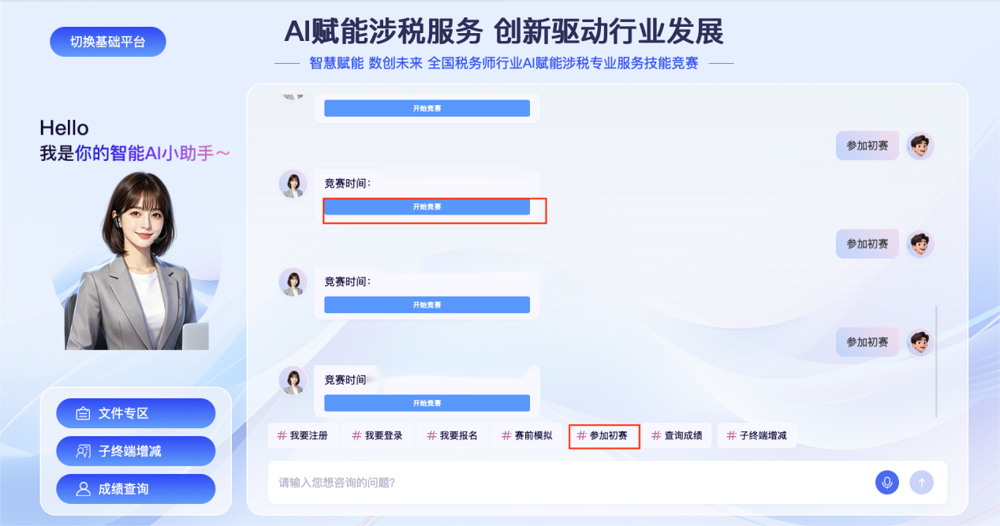 切换基础平台
AI赋能涉税服务 创新驱动行业发展
智慧赋能 数创未来 全国税务师行业AI赋能涉税专业服务技能竞赛
Hello
我是你的智能AI小助手～
文件专区
子终端增减
成绩查询
开始竞赛
参加初赛
竞赛时间：
开始竞赛
参加初赛
竞赛时间：
开始竞赛
参加初赛
竞赛时间
开始竞赛
# 我要注册 # 我要登录 # 我要报名 # 赛前模拟 # 参加初赛 # 查询成绩 # 子终端增减
请输入您想咨询的问题?